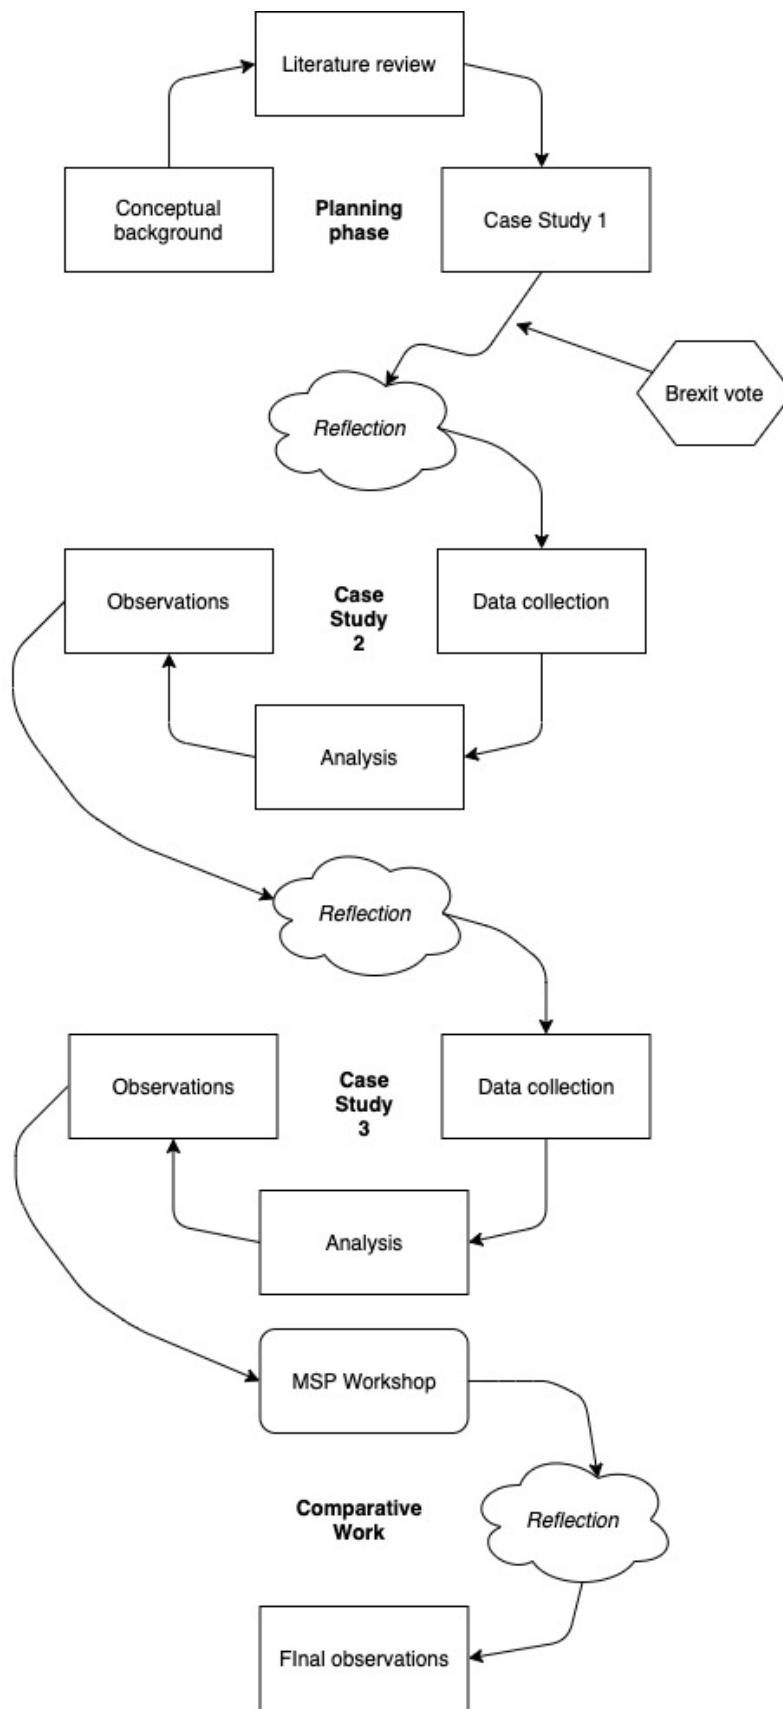 Literature review
Conceptual
background
Planning
phase
Case Study 1
Brexit vote
Reflection
Observations
Case
Study
2
Data collection
Analysis
Reflection
Observations
Case
Study
3
Data collection
Analysis
MSP Workshop
Comparative
Work
Reflection
FInal observations